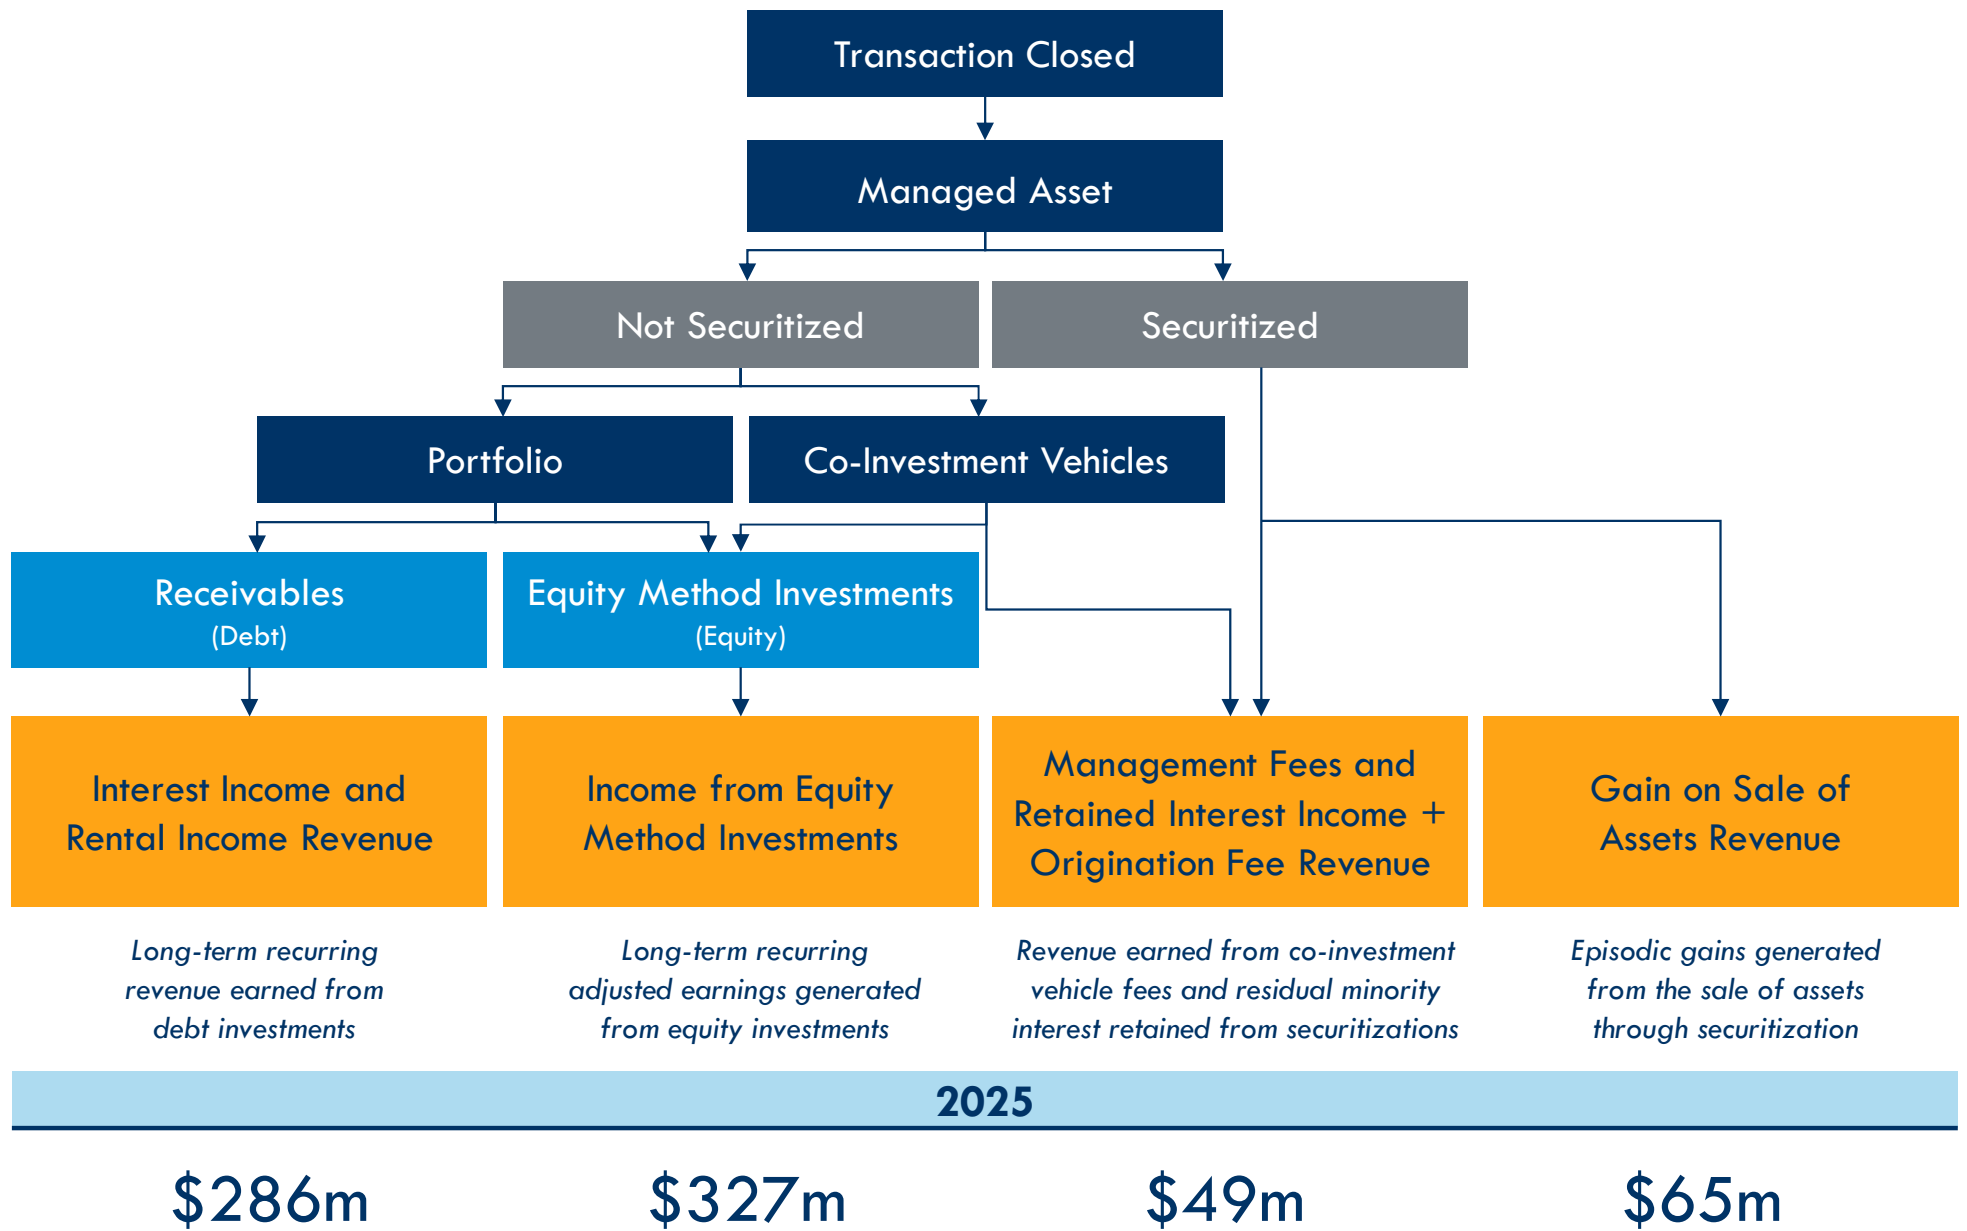 Transaction Closed
Managed Asset
Not Securitized
Securitized
Portfolio
Co-Investment Vehicles
Receivables
(Debt)
Equity Method Investments
(Equity)
Interest Income and
Rental Income Revenue
Income from Equity
Method Investments
Management Fees and
Retained Interest Income +
Origination Fee Revenue
Gain on Sale of
Assets Revenue
Long-term recurring
revenue earned from
debt investments
Long-term recurring
adjusted earnings generated
from equity investments
Revenue earned from co-investment
vehicle fees and residual minority
interest retained from securitizations
Episodic gains generated
from the sale of assets
through securitization
2025
$286m
$327m
$49m
$65m